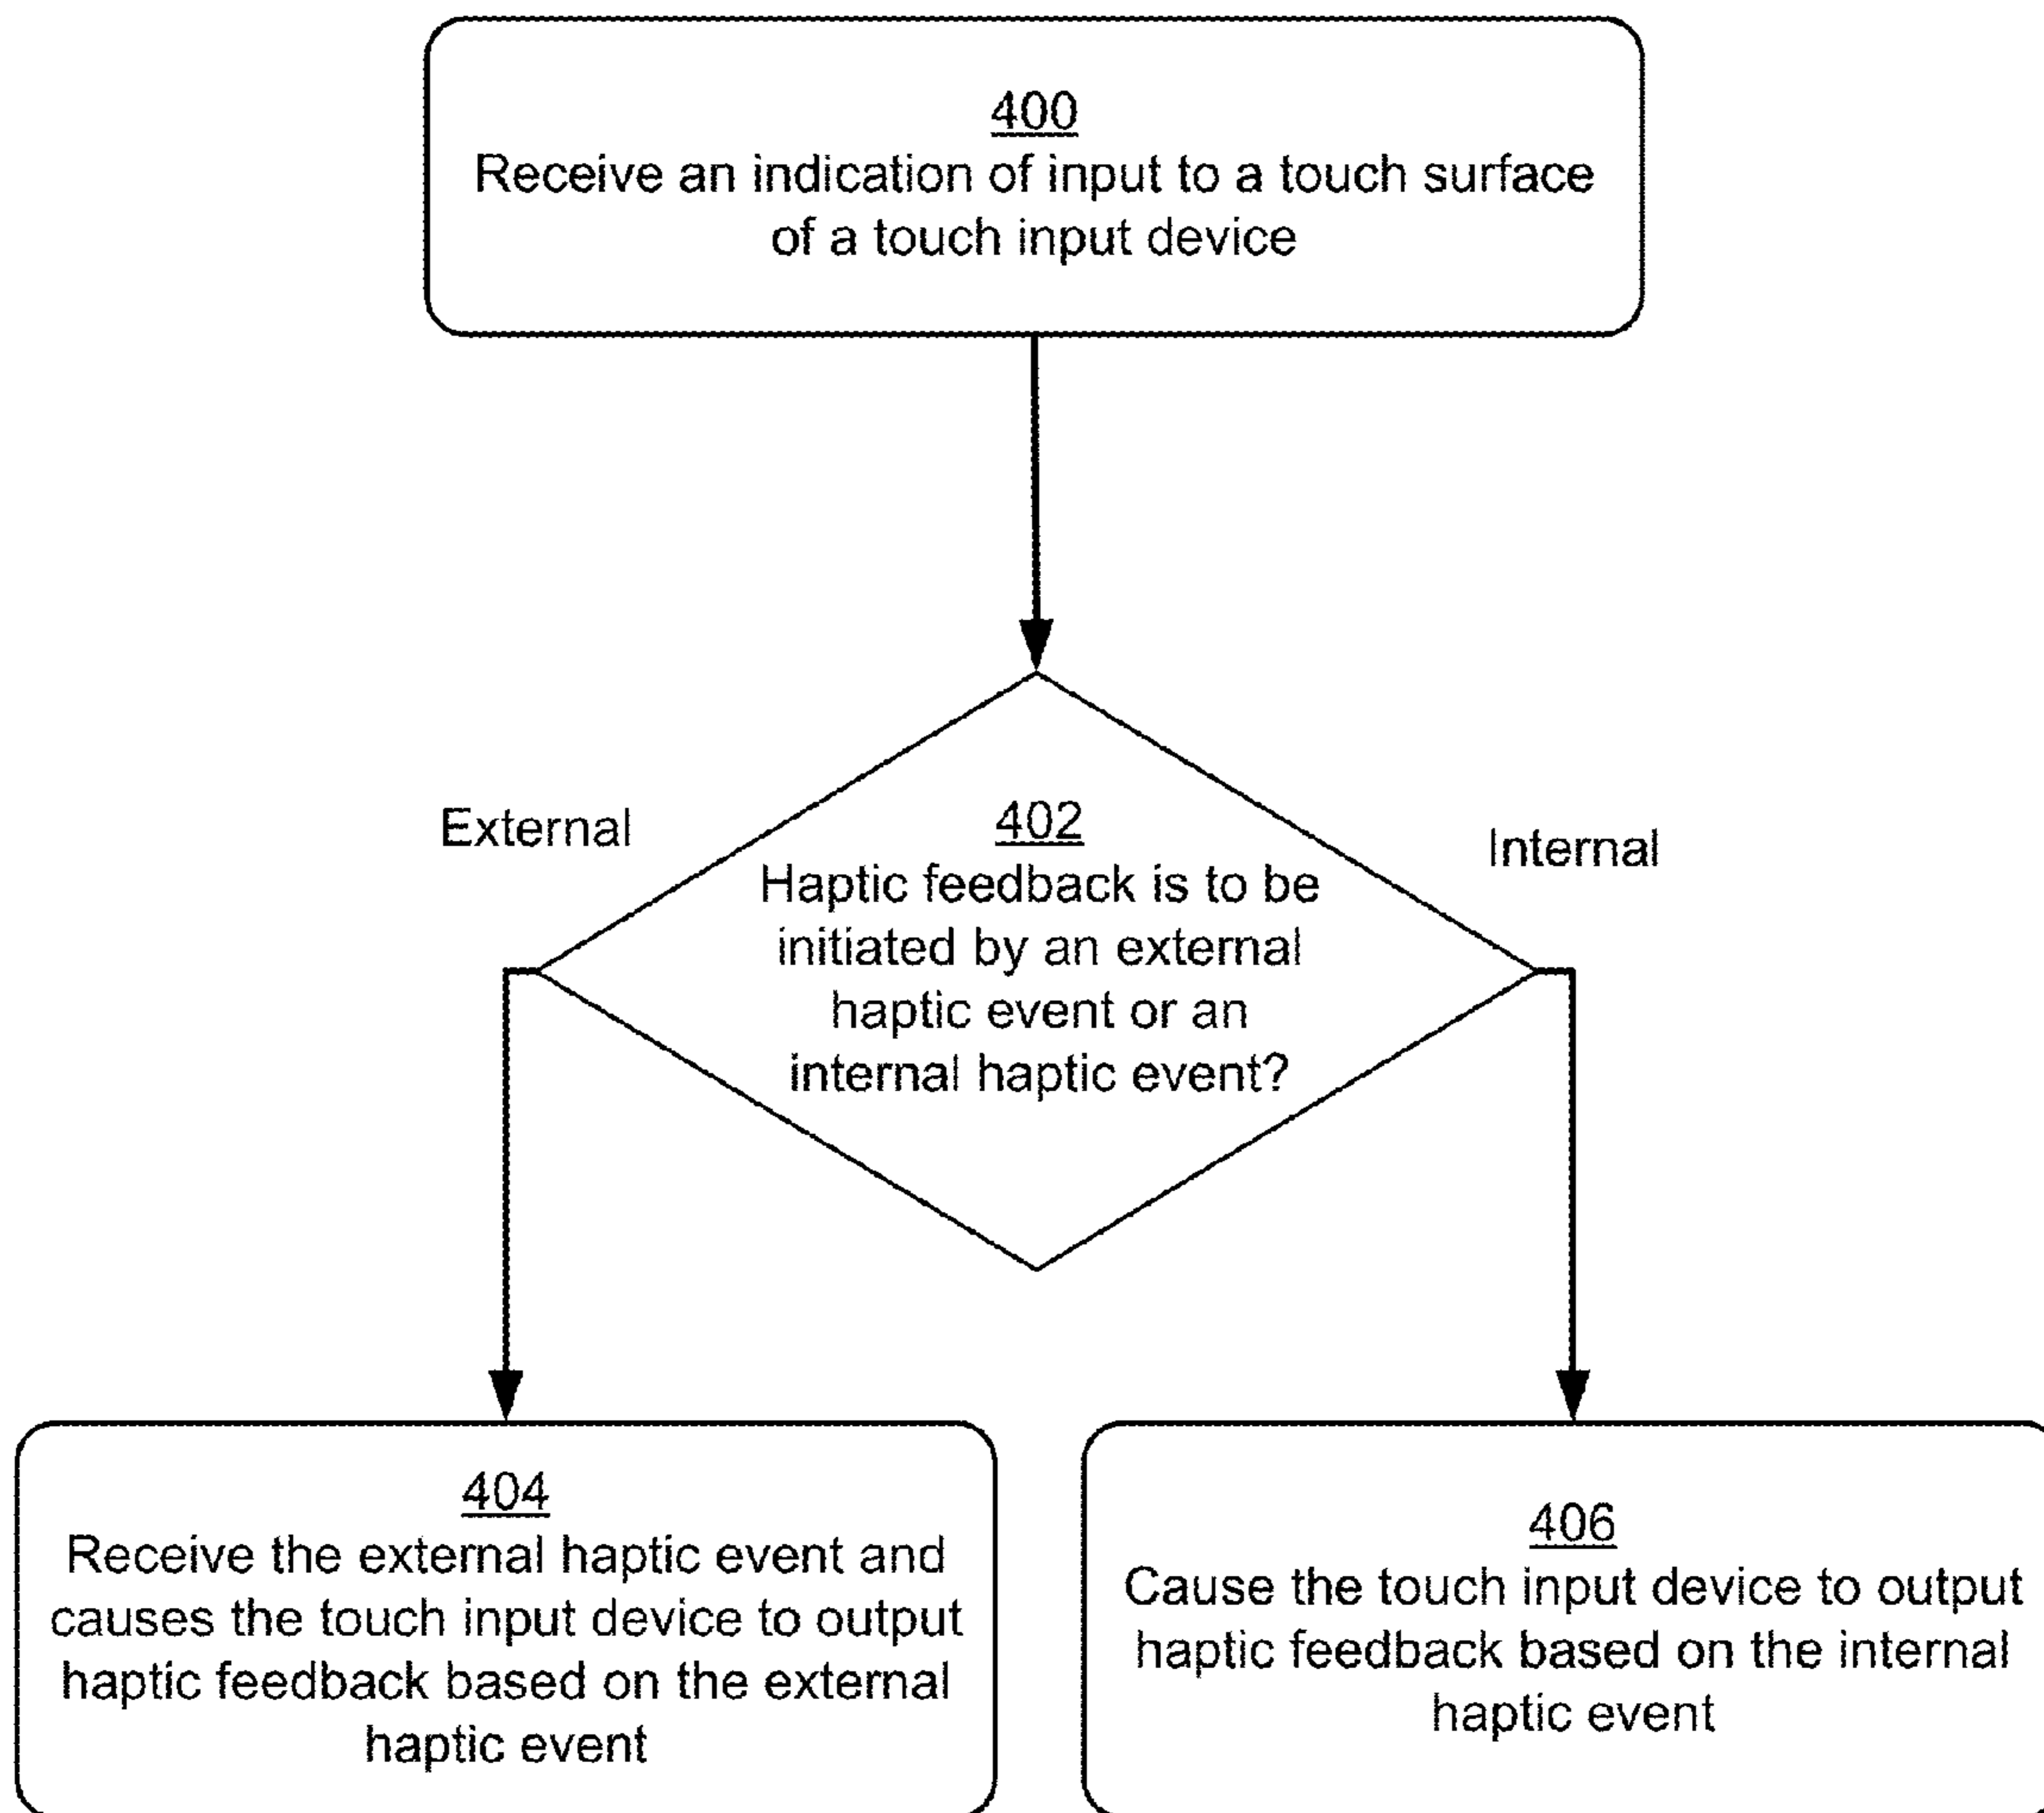 400
Receive an indication of input to a touch surface
of a touch input device
External
402
Haptic feedback is to be
initiated by an external
haptic event or an
internal haptic event?
Internal
404
Receive the external haptic event and
causes the touch input device to output
haptic feedback based on the external
haptic event
406
Cause the touch input device to output
haptic feedback based on the internal
haptic event